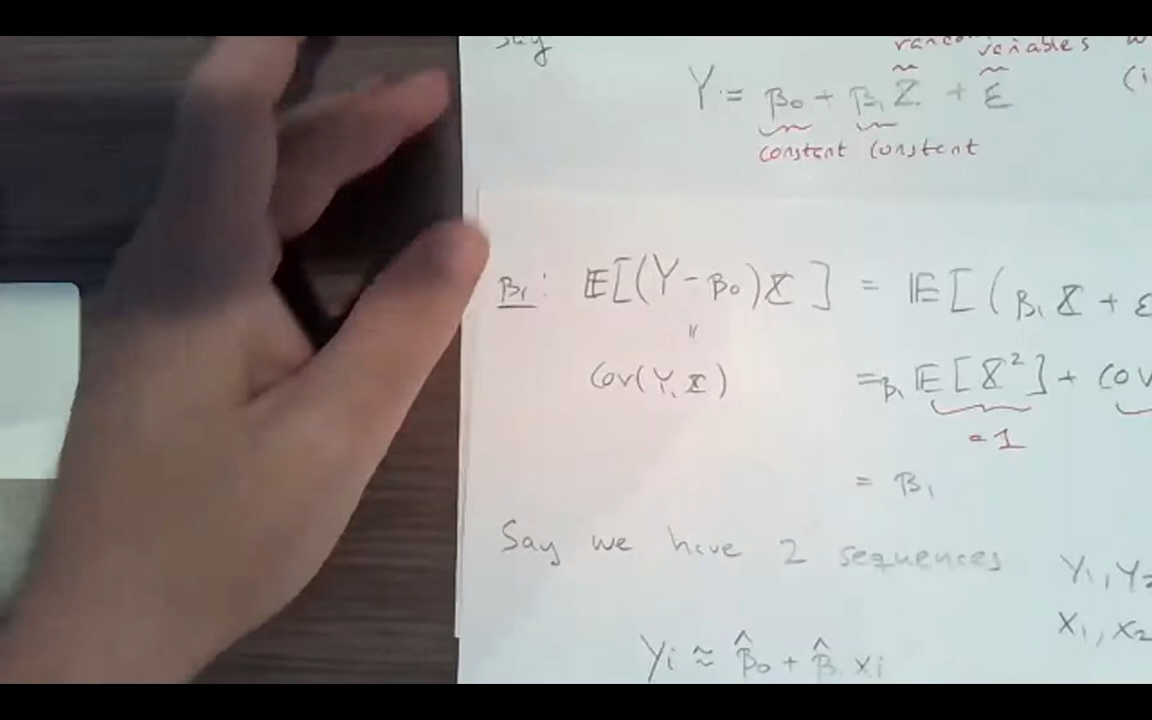 say
random variables
Y = β₀ + β₁ Z + ε
constant constant
β₁: 𝔼[(Y-β₀)Z] = 𝔼[(β₁ Z + ε
"
Cov(Y, Z) = β₁ 𝔼[Z²] + Cov
= 1
= β₁
Say we have 2 sequences Y₁, Y₂
X₁, X₂
Yi ≈ β̂₀ + β̂₁ xi